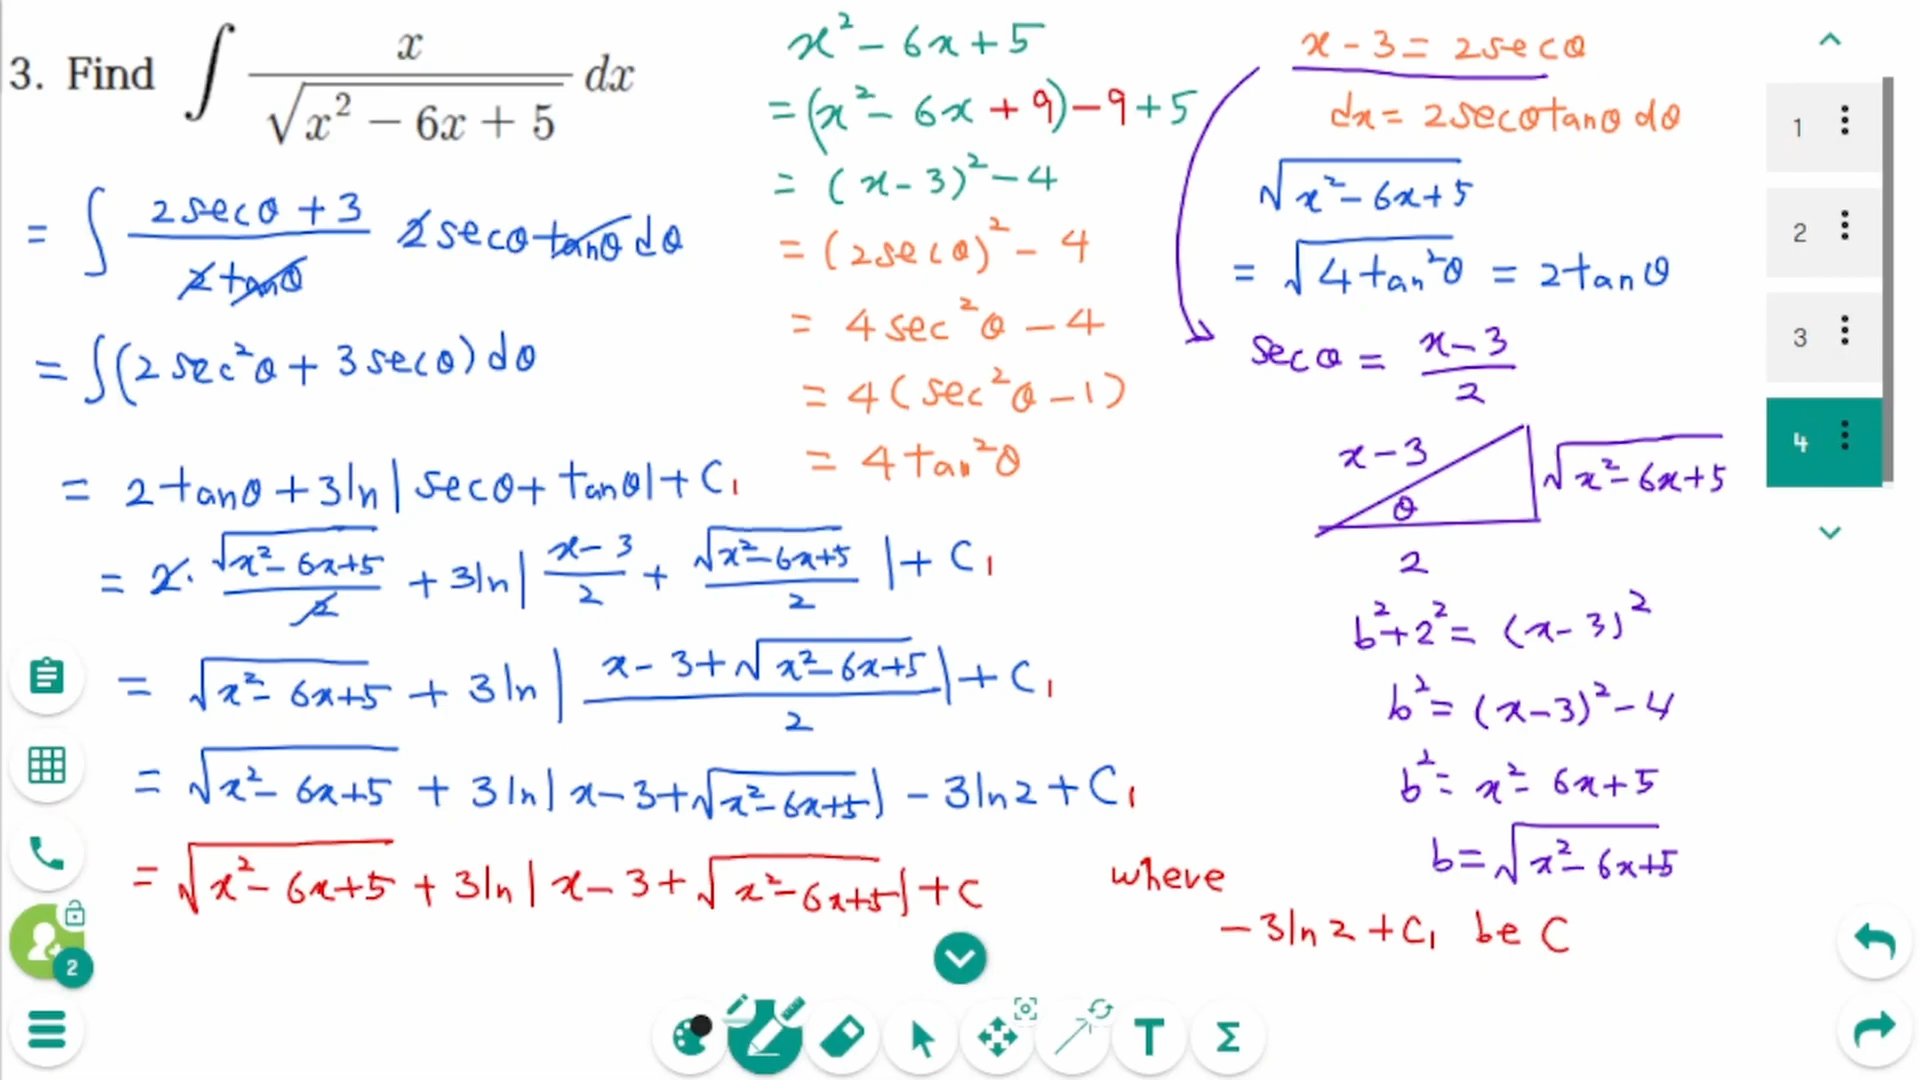 3. Find ∫ x/√(x² − 6x + 5) dx
= ∫ (2secθ + 3)/(2tanθ) 2secθtanθ dθ
= ∫(2sec²θ + 3secθ)dθ
= 2tanθ + 3ln|secθ + tanθ| + C₁
= 2·√(x² − 6x + 5)/2 + 3ln|(x − 3)/2 + √(x² − 6x + 5)/2| + C₁
= √(x² − 6x + 5) + 3ln|(x − 3 + √(x² − 6x + 5))/2| + C₁
= √(x² − 6x + 5) + 3ln|x − 3 + √(x² − 6x + 5)| − 3ln2 + C₁
= √(x² − 6x + 5) + 3ln|x − 3 + √(x² − 6x + 5)| + C
where
−3ln2 + C₁ be C
x² − 6x + 5
= (x² − 6x + 9) − 9 + 5
= (x − 3)² − 4
= (2secθ)² − 4
= 4sec²θ − 4
= 4(sec²θ − 1)
= 4tan²θ
x − 3 = 2secθ
dx = 2secθtanθ dθ
√(x² − 6x + 5)
= √(4tan²θ) = 2tanθ
secθ = (x − 3)/2
x − 3
√(x² − 6x + 5)
θ
2
b² + 2² = (x − 3)²
b² = (x − 3)² − 4
b² = x² − 6x + 5
b = √(x² − 6x + 5)
1
2
3
4
2
T
Σ